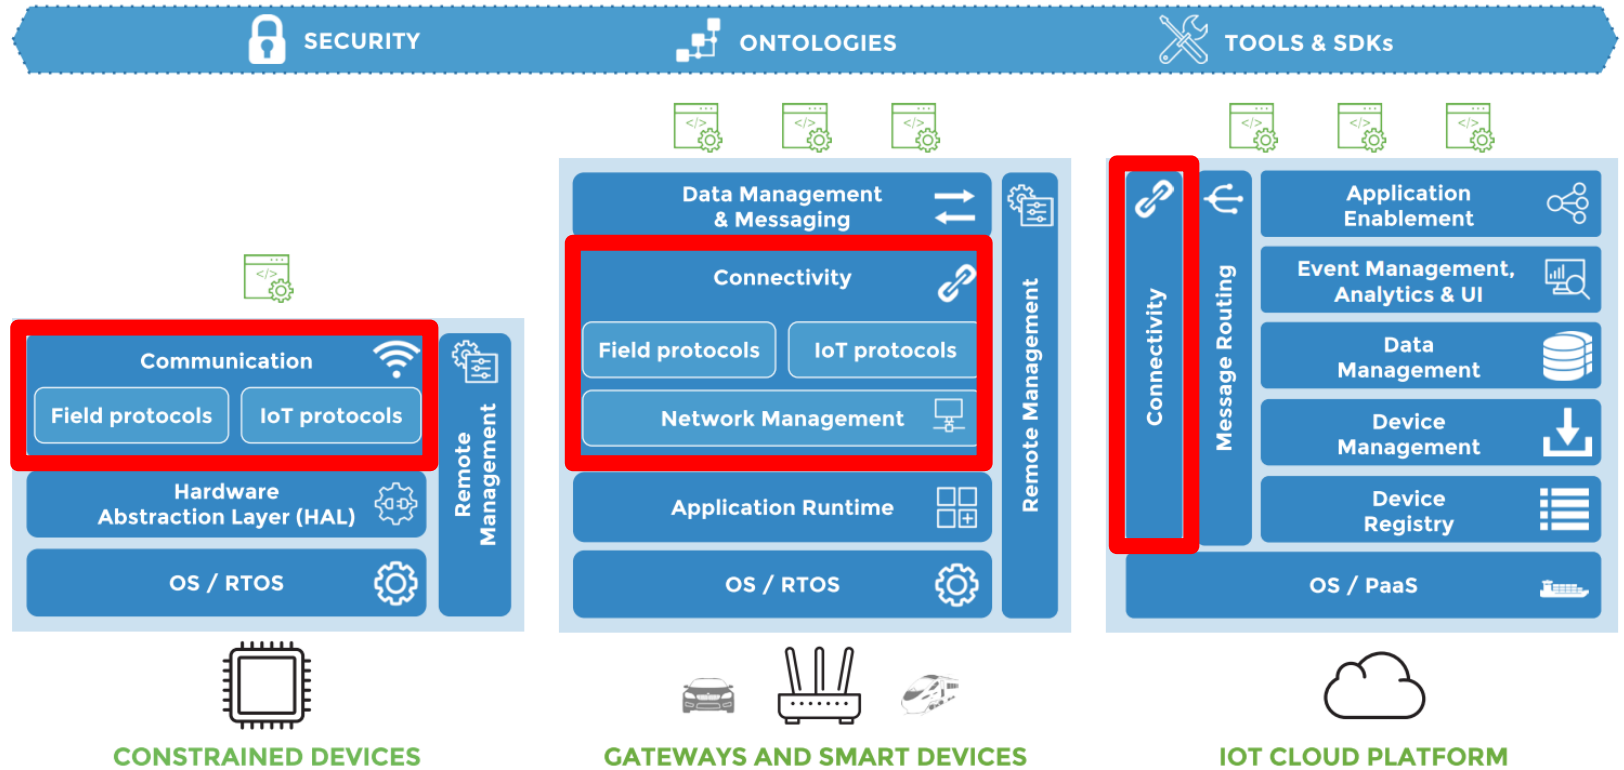 SECURITY
ONTOLOGIES
TOOLS & SDKs
</>
</>
</>
</>
</>
</>
</>
Communication
Field protocols
IoT protocols
Hardware
Abstraction Layer (HAL)
OS / RTOS
Remote
Management
CONSTRAINED DEVICES
Data Management
& Messaging
Connectivity
Field protocols
IoT protocols
Network Management
Application Runtime
OS / RTOS
Remote Management
GATEWAYS AND SMART DEVICES
Connectivity
Message Routing
Application
Enablement
Event Management,
Analytics & UI
Data
Management
Device
Management
Device
Registry
OS / PaaS
IOT CLOUD PLATFORM